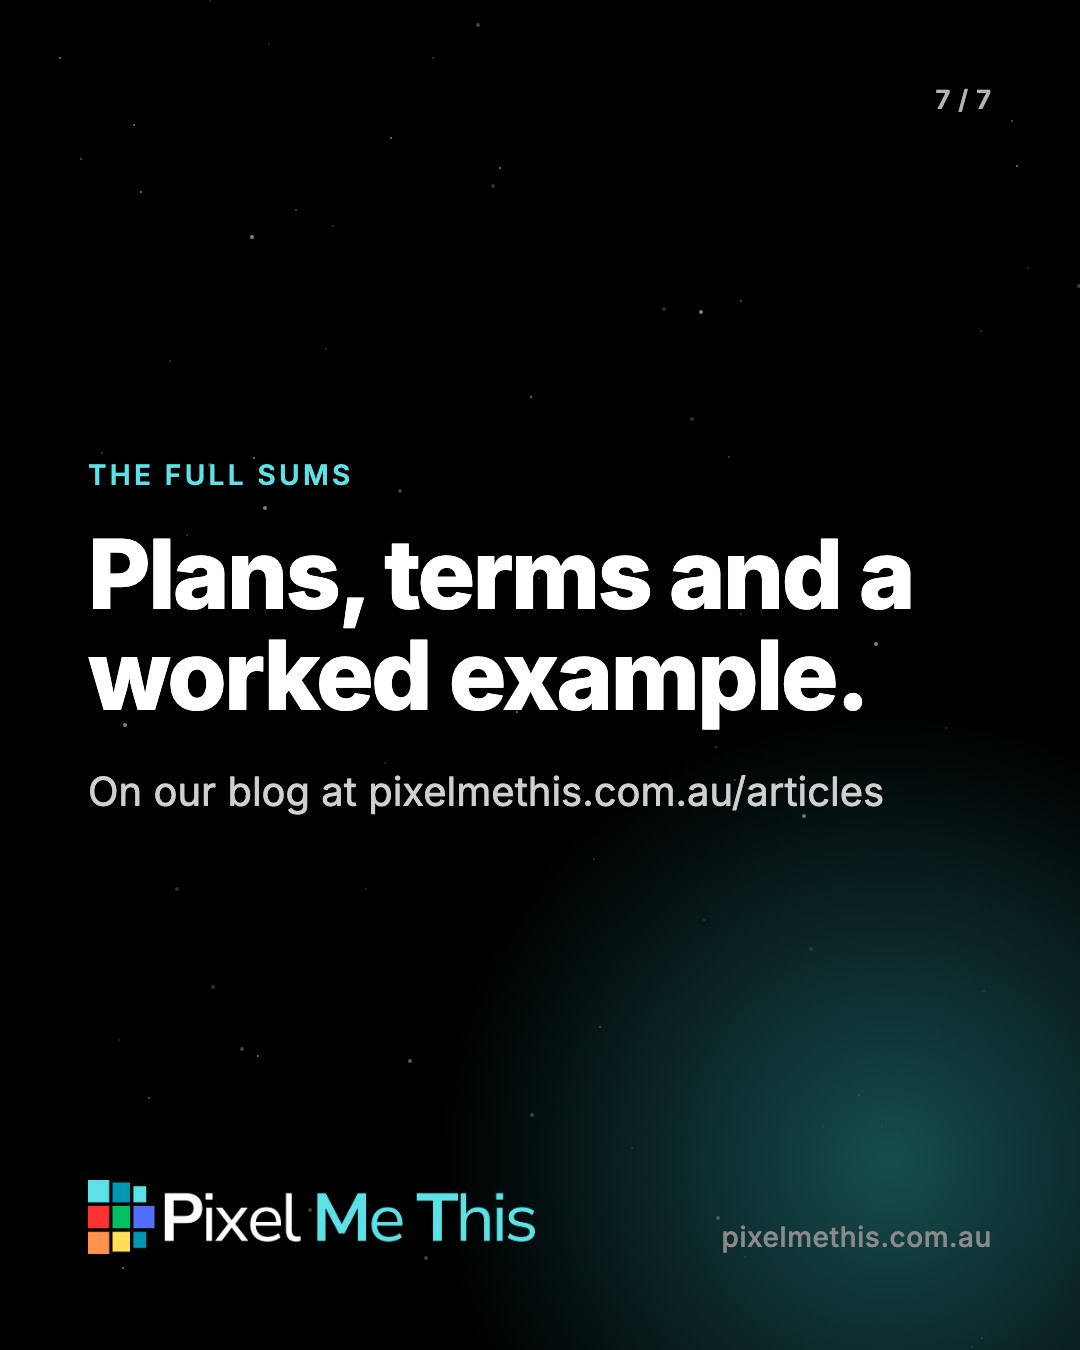 7 / 7
THE FULL SUMS
Plans, terms and a
worked example.
On our blog at pixelmethis.com.au/articles
Pixel Me This
pixelmethis.com.au